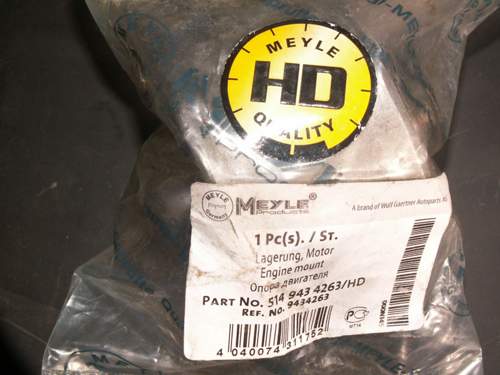 MEYLE
HD
QUALITY
MEYLE
Germany
MEYLE®
Products
A brand of Wulf Gaertner Autoparts AG
1 Pc(s). / St.
Lagerung, Motor
Engine mount
Опора двигателя
Part No. 514 943 4263/HD
Ref. No. 9434263
4 040074 311752